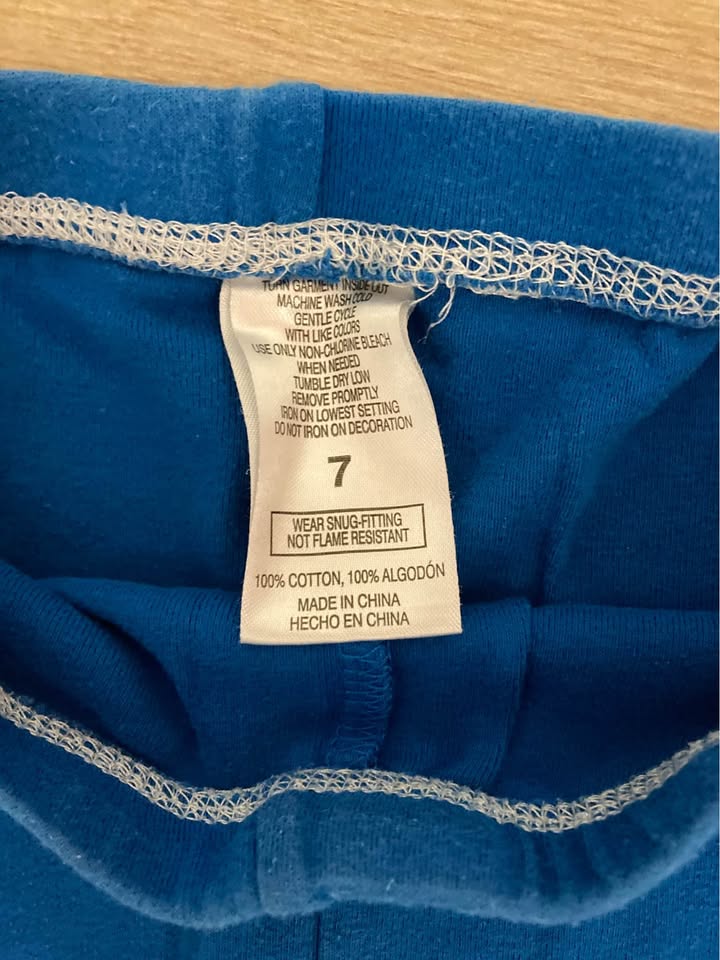 TURN GARMENT INSIDE OUT
MACHINE WASH COLD
GENTLE CYCLE
WITH LIKE COLORS
USE ONLY NON-CHLORINE BLEACH
WHEN NEEDED
TUMBLE DRY LOW
REMOVE PROMPTLY
IRON ON LOWEST SETTING
DO NOT IRON ON DECORATION
7
WEAR SNUG-FITTING
NOT FLAME RESISTANT
100% COTTON, 100% ALGODÓN
MADE IN CHINA
HECHO EN CHINA